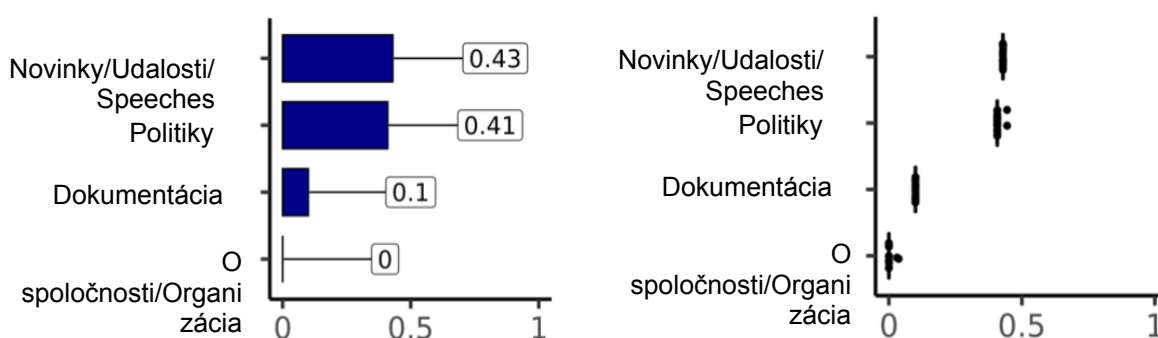 Novinky/Udalosti/
Speeches
0.43
Politiky
0.41
Dokumentácia
0.1
O
spoločnosti/Organi
zácia
0
0
0.5
1
Novinky/Udalosti/
Speeches
Politiky
Dokumentácia
O
spoločnosti/Organi
zácia
0
0.5
1